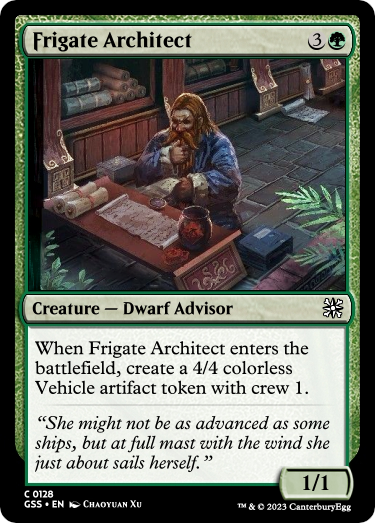 Frigate Architect 3
Creature — Dwarf Advisor
When Frigate Architect enters the
battlefield, create a 4/4 colorless
Vehicle artifact token with crew 1.
“She might not be as advanced as some
ships, but at full mast with the wind she
just about sails herself.”
1/1
C 0128
GSS • EN Chaoyuan Xu
™ & © 2023 CanterburyEgg